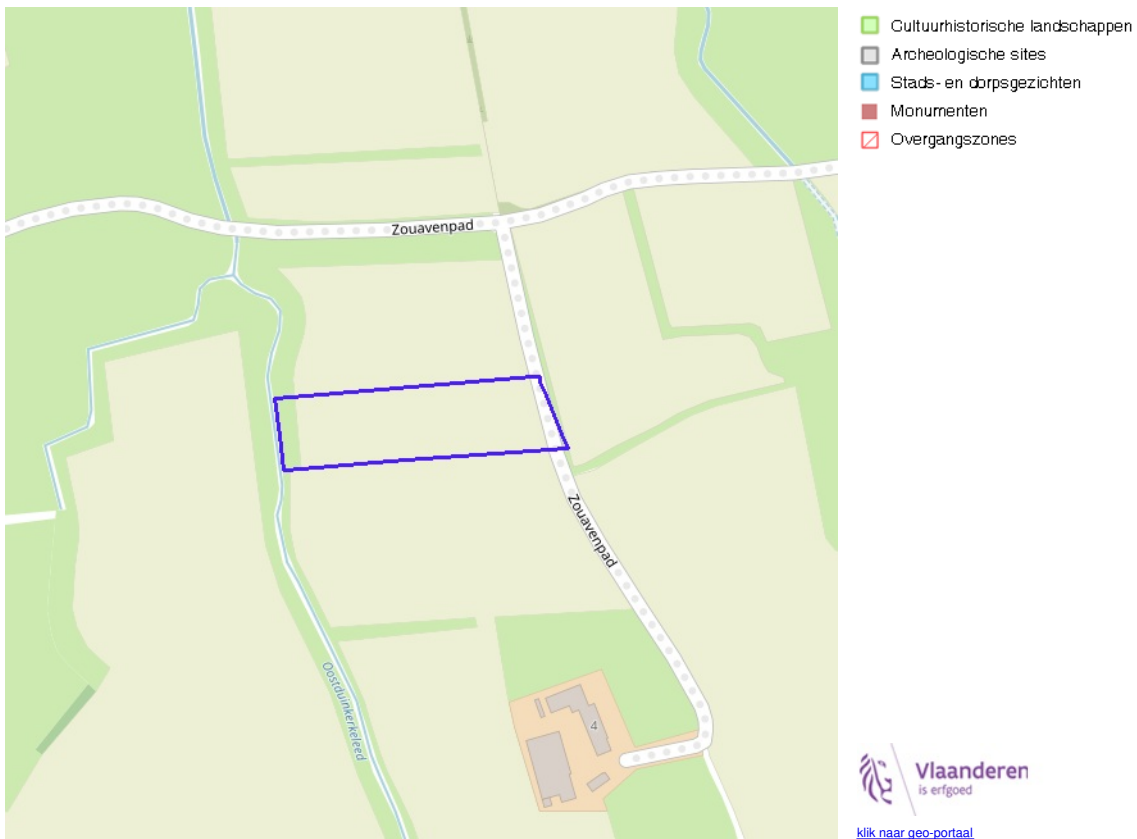 Cultuurhistorische landschappen
Archeologische sites
Stads- en dorpsgezichten
Monumenten
Overgangszones
Zouavenpad
Zouavenpad
Oostduinkerkeleed
4
Vlaanderen
is erfgoed
klik naar geo-portaal